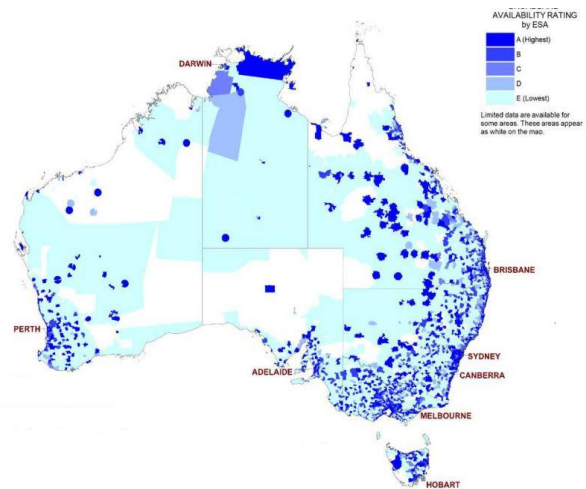 AVAILABILITY RATING
by ESA
A (Highest)
B
C
D
E (Lowest)
Limited data are available for
some areas. These areas appear
as white on the map.
DARWIN
BRISBANE
PERTH
SYDNEY
ADELAIDE
CANBERRA
MELBOURNE
HOBART